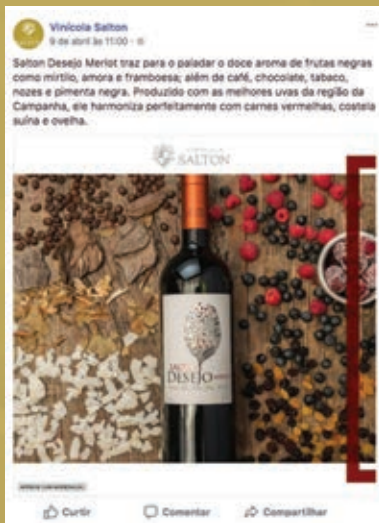 Vinícola Salton
9 de abril às 11:00 ·
Salton Desejo Merlot traz para o paladar o doce aroma de frutas negras
como mirtilo, amora e framboesa; além de café, chocolate, tabaco,
nozes e pimenta negra. Produzido com as melhores uvas da região da
Campanha, ele harmoniza perfeitamente com carnes vermelhas, costela
suína e ovelha.
SALTON
DESEJO
Curtir Comentar Compartilhar